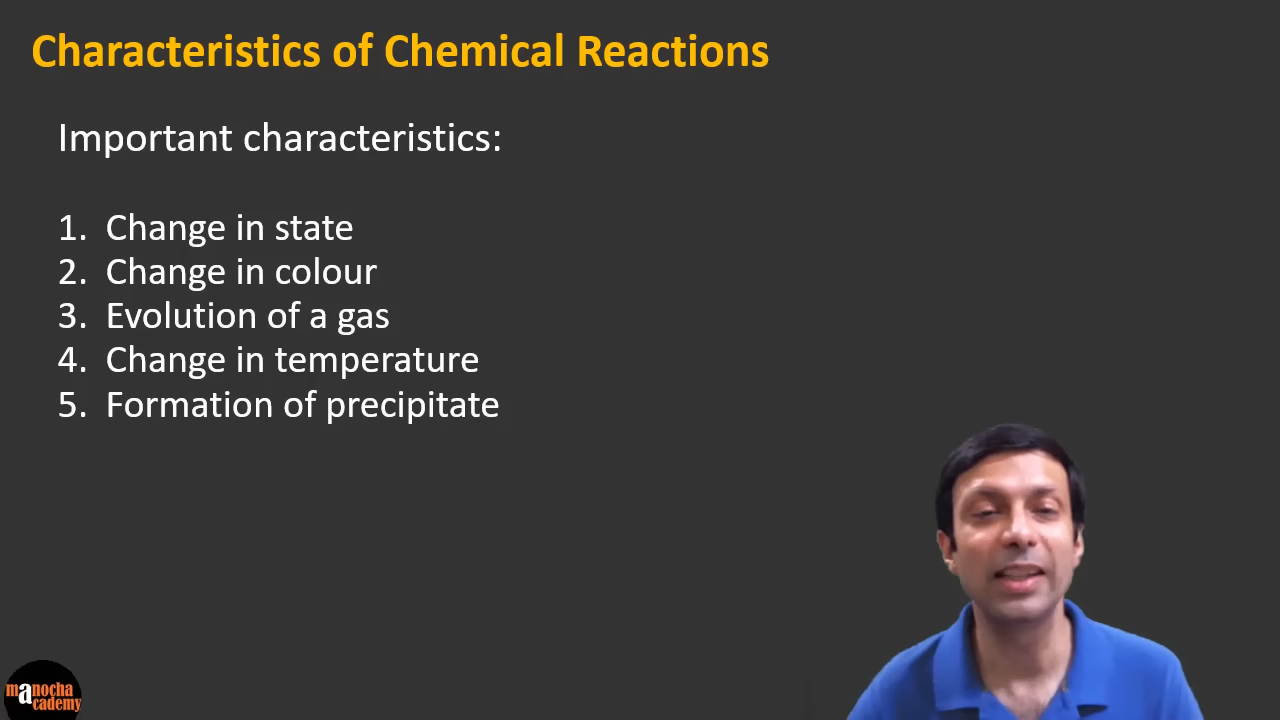 Characteristics of Chemical Reactions
Important characteristics:
1. Change in state
2. Change in colour
3. Evolution of a gas
4. Change in temperature
5. Formation of precipitate
manocha
academy